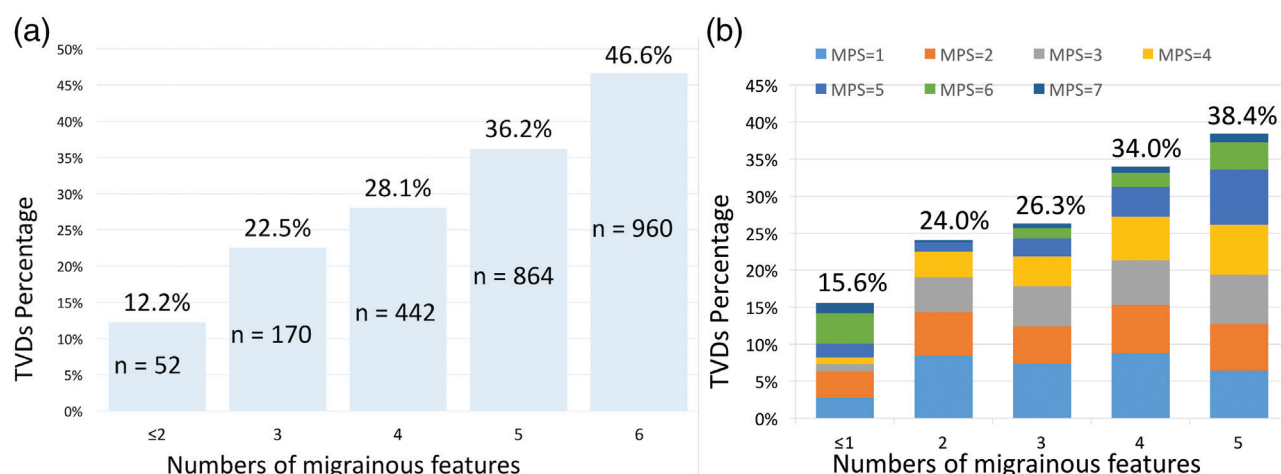 (a)
TVDs Percentage
50%
45%
40%
35%
30%
25%
20%
15%
10%
5%
0%
12.2%
22.5%
28.1%
36.2%
46.6%
n = 52
n = 170
n = 442
n = 864
n = 960
≤2 3 4 5 6
Numbers of migrainous features
(b)
MPS=1 MPS=2 MPS=3 MPS=4
MPS=5 MPS=6 MPS=7
TVDs Percentage
45%
40%
35%
30%
25%
20%
15%
10%
5%
0%
15.6%
24.0%
26.3%
34.0%
38.4%
≤1 2 3 4 5
Numbers of migrainous features